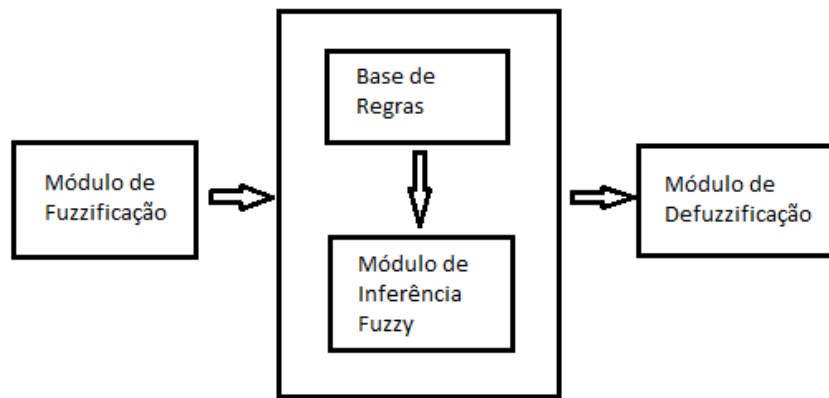 Módulo de
Fuzzificação
Base de
Regras
Módulo de
Inferência
Fuzzy
Módulo de
Defuzzificação